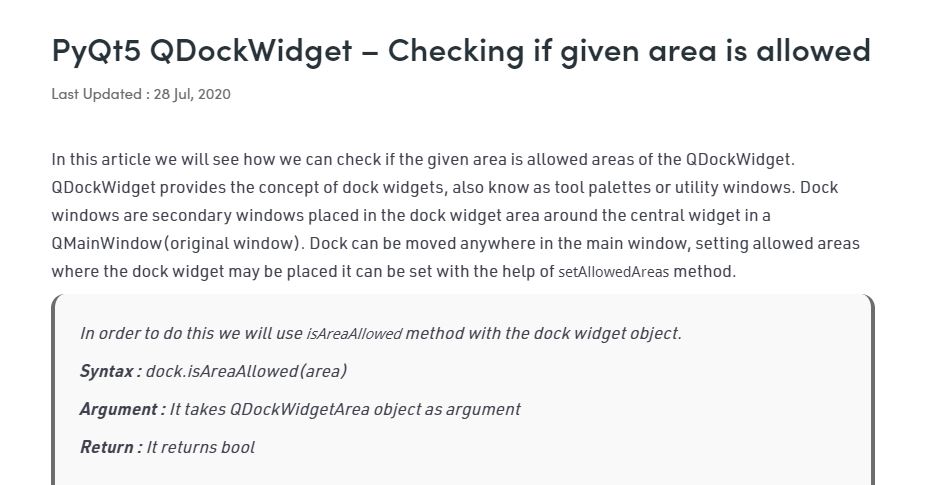 PyQt5 QDockWidget – Checking if given area is allowed
Last Updated : 28 Jul, 2020
In this article we will see how we can check if the given area is allowed areas of the QDockWidget.
QDockWidget provides the concept of dock widgets, also know as tool palettes or utility windows. Dock
windows are secondary windows placed in the dock widget area around the central widget in a
QMainWindow(original window). Dock can be moved anywhere in the main window, setting allowed areas
where the dock widget may be placed it can be set with the help of setAllowedAreas method.
In order to do this we will use isAreaAllowed method with the dock widget object.
Syntax : dock.isAreaAllowed(area)
Argument : It takes QDockWidgetArea object as argument
Return : It returns bool